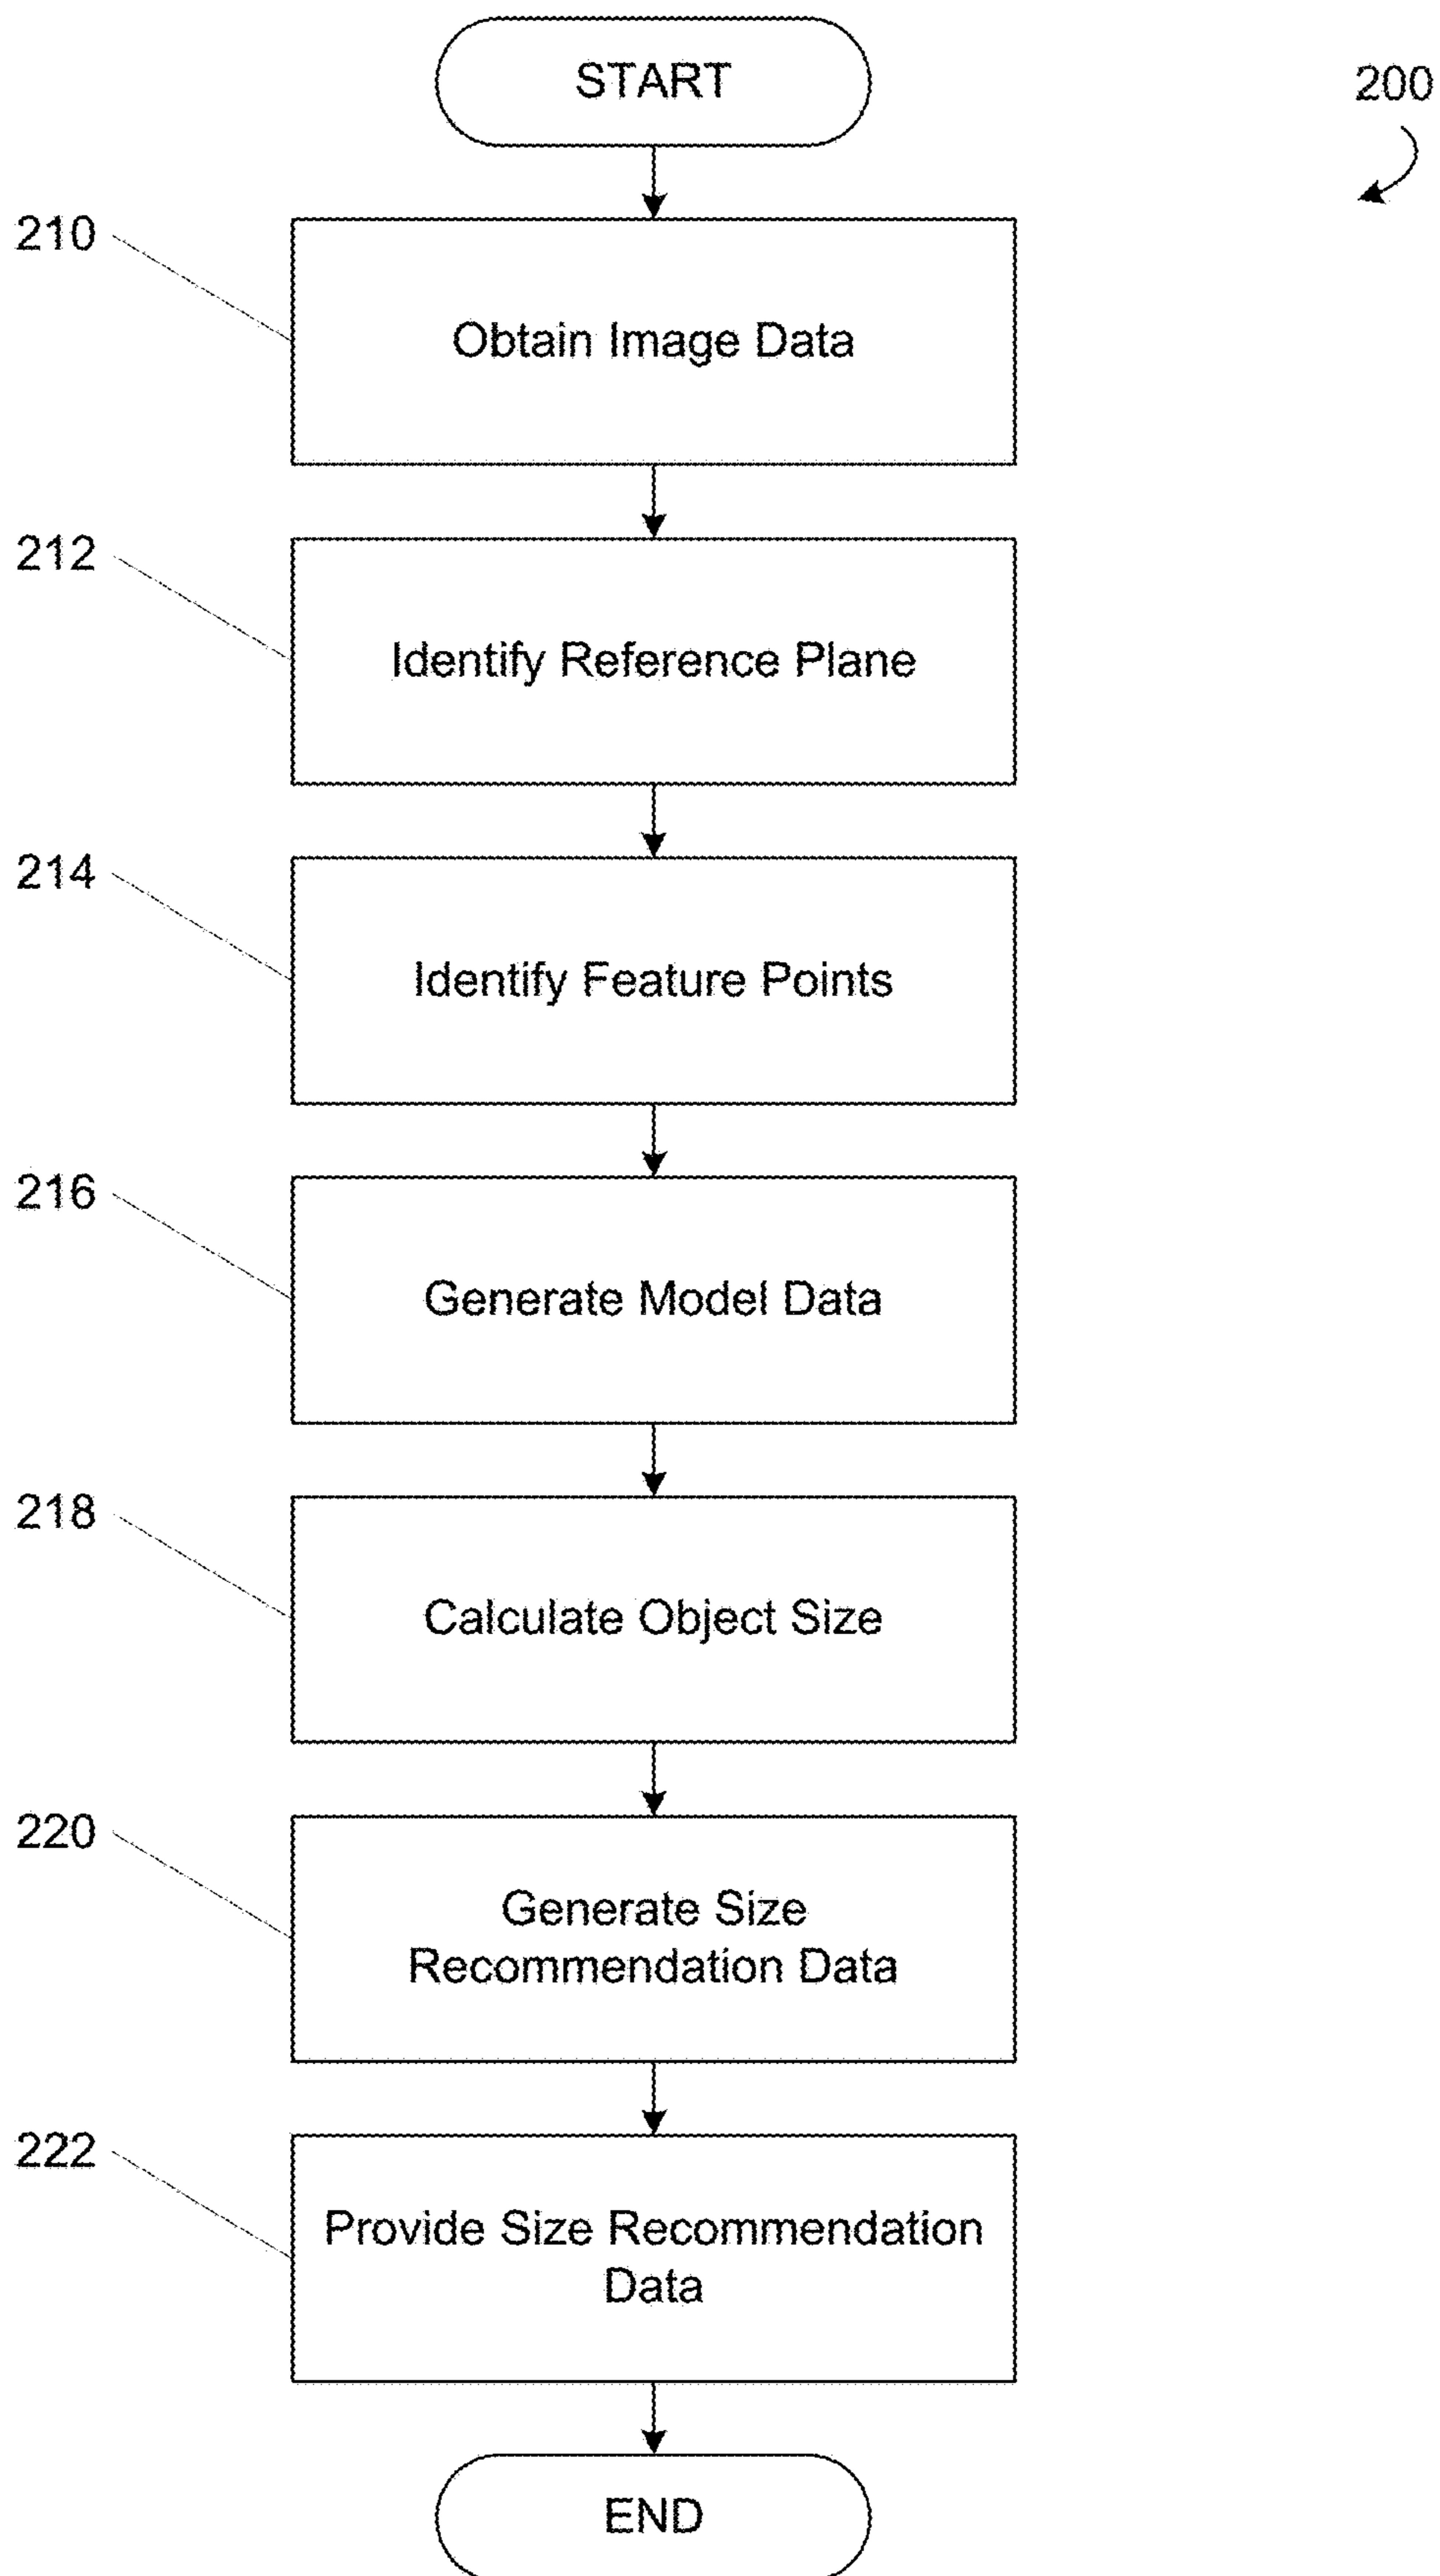 START
200
210
Obtain Image Data
212
Identify Reference Plane
214
Identify Feature Points
216
Generate Model Data
218
Calculate Object Size
220
Generate Size
Recommendation Data
222
Provide Size Recommendation
Data
END